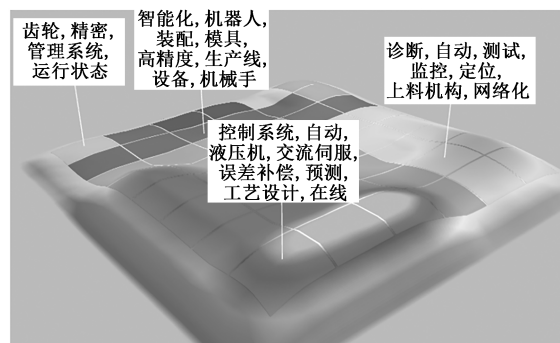 齿轮, 精密,
管理系统,
运行状态
智能化, 机器人,
装配, 模具,
高精度, 生产线,
设备, 机械手
诊断, 自动, 测试,
监控, 定位,
上料机构, 网络化
控制系统, 自动,
液压机, 交流伺服,
误差补偿, 预测,
工艺设计, 在线